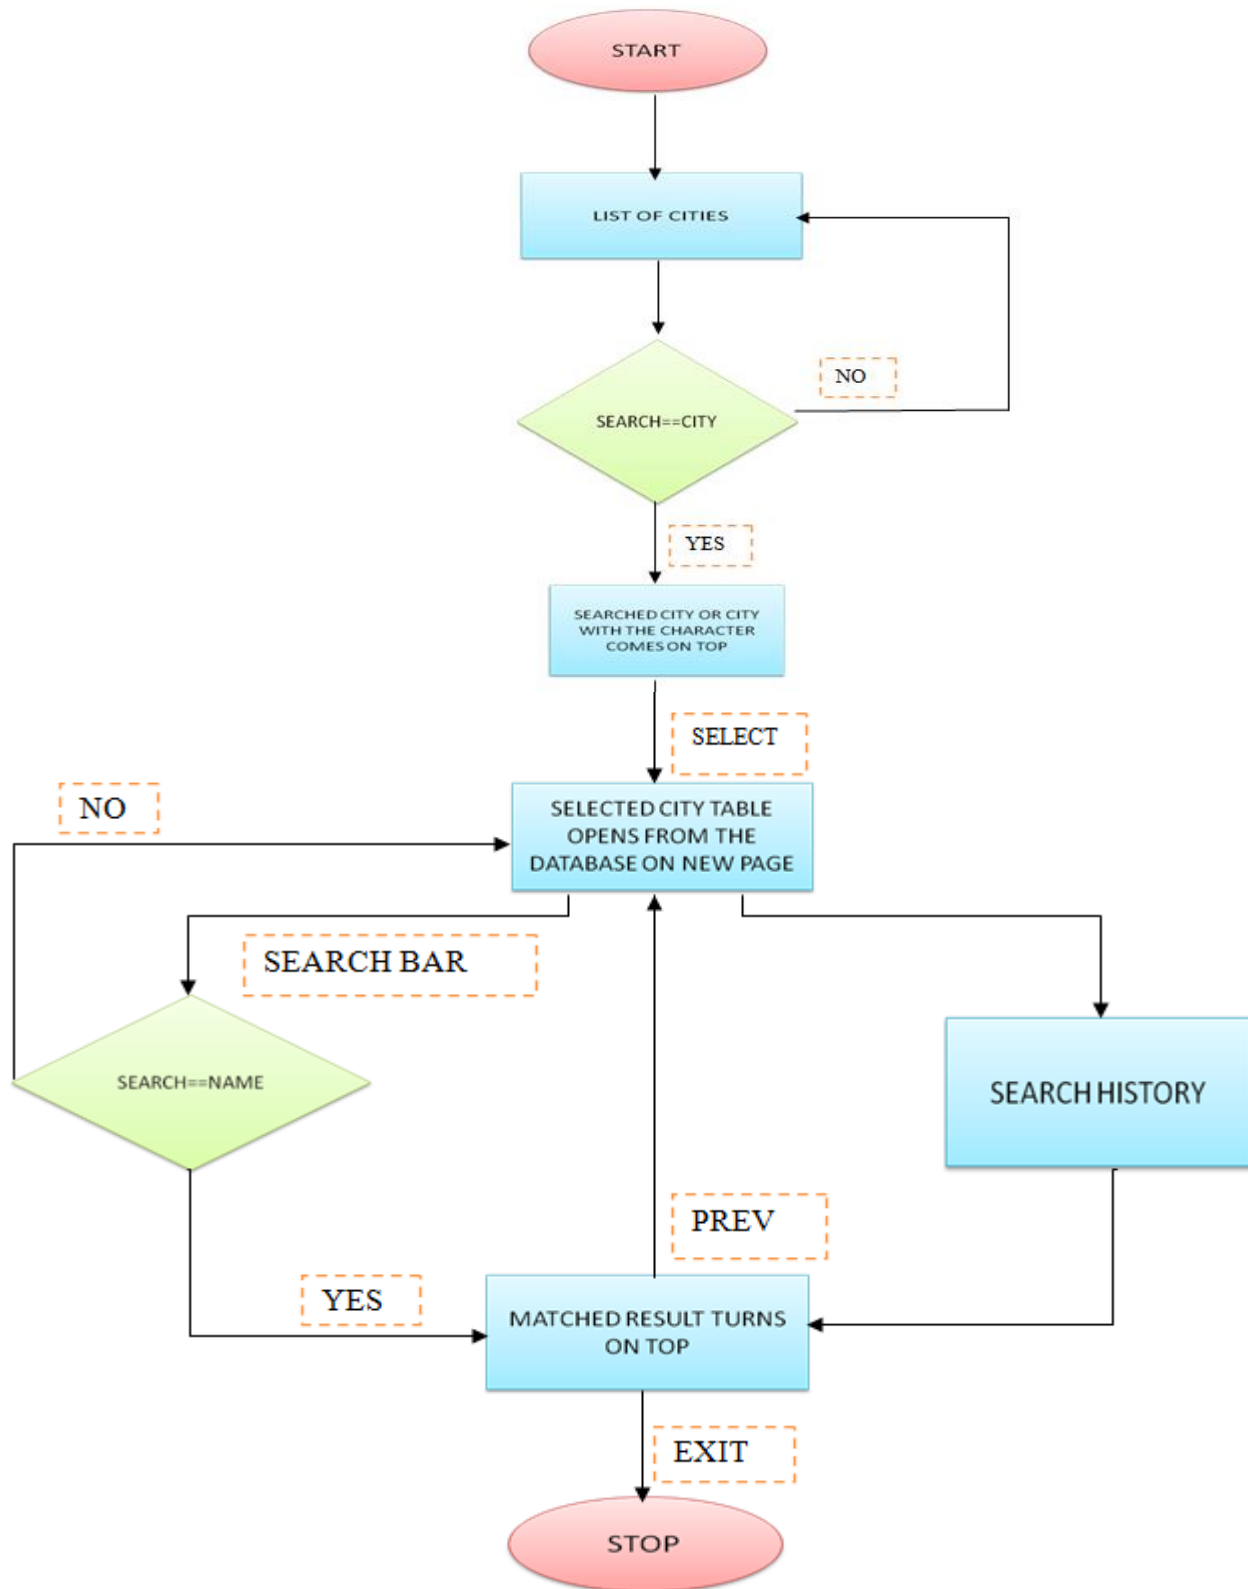 START
LIST OF CITIES
NO
SEARCH==CITY
YES
SEARCHED CITY OR CITY
WITH THE CHARACTER
COMES ON TOP
SELECT
NO
SELECTED CITY TABLE
OPENS FROM THE
DATABASE ON NEW PAGE
SEARCH BAR
SEARCH==NAME
SEARCH HISTORY
PREV
YES
MATCHED RESULT TURNS
ON TOP
EXIT
STOP